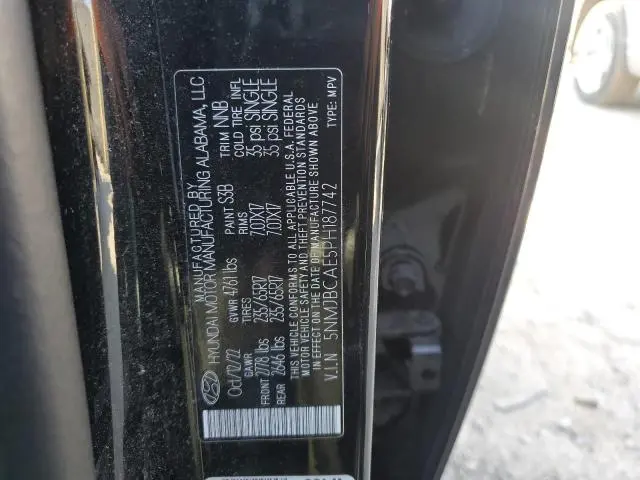 MANUFACTURED BY
HYUNDAI MOTOR MANUFACTURING ALABAMA, LLC
Oct/12/22 GVWR 4761 lbs PAINT S3B TRIM NNB
GAWR TIRES RIMS COLD TIRE INFL
FRONT 2778 lbs 235/65R17 7.0JX17 35 psi SINGLE
REAR 2646 lbs 235/65R17 7.0JX17 35 psi SINGLE
THIS VEHICLE CONFORMS TO ALL APPLICABLE U.S.A. FEDERAL
MOTOR VEHICLE SAFETY AND THEFT PREVENTION STANDARDS
IN EFFECT ON THE DATE OF MANUFACTURE SHOWN ABOVE
V.I.N 5NMJBCAE5PH187742 TYPE: MPV